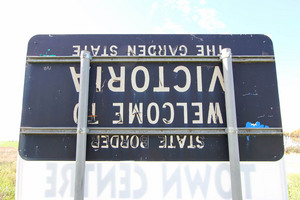 STATE BORDER
WELCOME TO
VICTORIA
THE GARDEN STATE
TOWN CENTRE